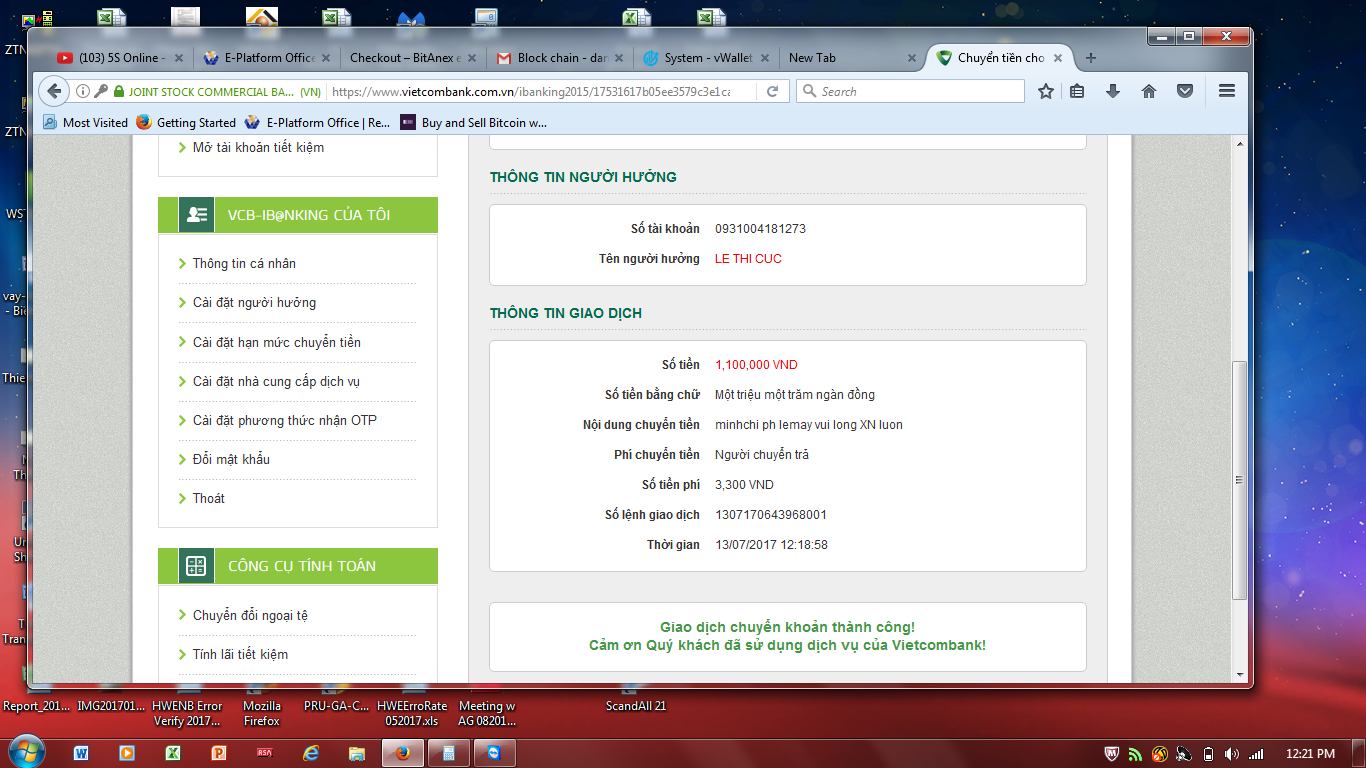 ZTN
(103) 5S Online -
E-Platform Office
Checkout – BitAnex e
Block chain - dan
System - vWallet
New Tab
Chuyển tiền cho
JOINT STOCK COMMERCIAL BA... (VN)
https://www.vietcombank.com.vn/ibanking2015/17531617b05ee3579c3e1ca
Search
Most Visited
Getting Started
E-Platform Office | Re...
Buy and Sell Bitcoin w...
ZTN
WST
vay-
- Bie
Thie
Mở tài khoản tiết kiệm
VCB-IB@NKING CỦA TÔI
Thông tin cá nhân
Cài đặt người hưởng
Cài đặt hạn mức chuyển tiền
Cài đặt nhà cung cấp dịch vụ
Cài đặt phương thức nhận OTP
Đổi mật khẩu
Thoát
CÔNG CỤ TÍNH TOÁN
Chuyển đổi ngoại tệ
Tính lãi tiết kiệm
THÔNG TIN NGƯỜI HƯỞNG
Số tài khoản 0931004181273
Tên người hưởng LE THI CUC
THÔNG TIN GIAO DỊCH
Số tiền 1,100,000 VND
Số tiền bằng chữ Một triệu một trăm ngàn đồng
Nội dung chuyển tiền minhchi ph lemay vui long XN luon
Phí chuyển tiền Người chuyển trả
Số tiền phí 3,300 VND
Số lệnh giao dịch 1307170643968001
Thời gian 13/07/2017 12:18:58
Giao dịch chuyển khoản thành công!
Cảm ơn Quý khách đã sử dụng dịch vụ của Vietcombank!
Tran
Report_201...
IMG201701...
HWENB Error
Verify 2017...
Mozilla
Firefox
PRU-GA-C...
HWEErroRate
052017.xls
Meeting w
AG 08201...
ScandAll 21
RSA
12:21 PM